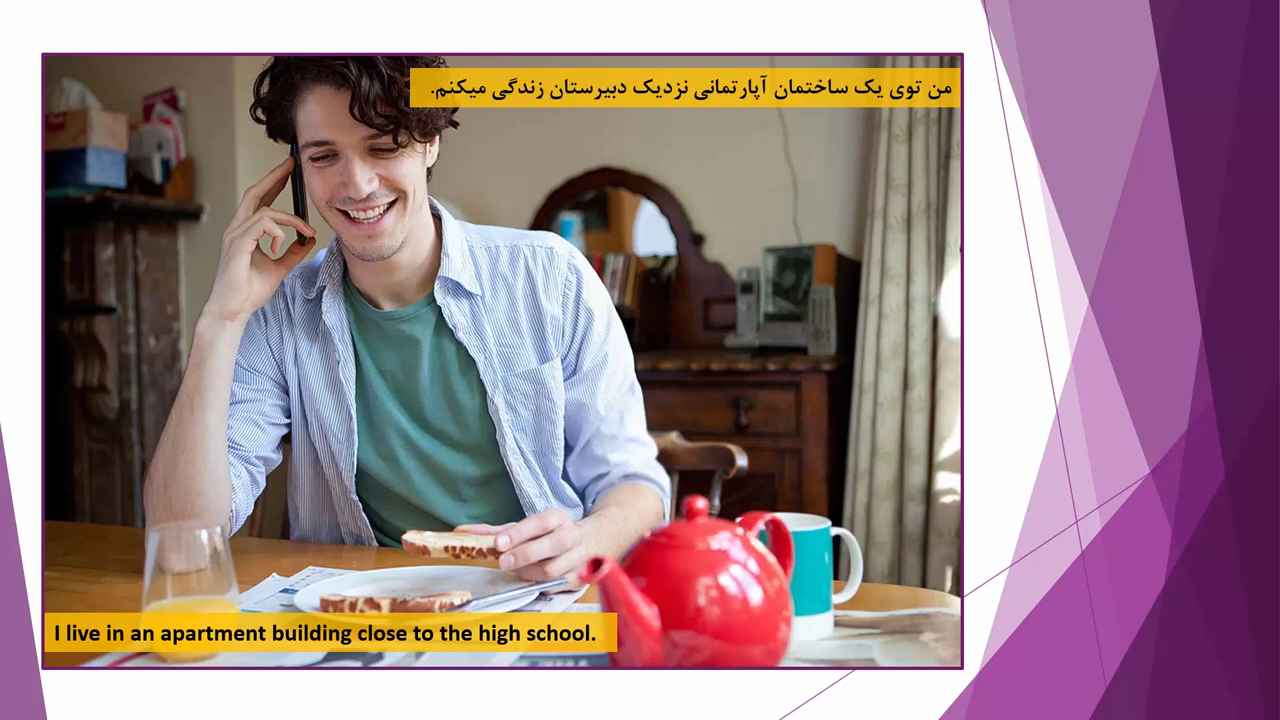 من توی یک ساختمان آپارتمانی نزدیک دبیرستان زندگی میکنم.
I live in an apartment building close to the high school.